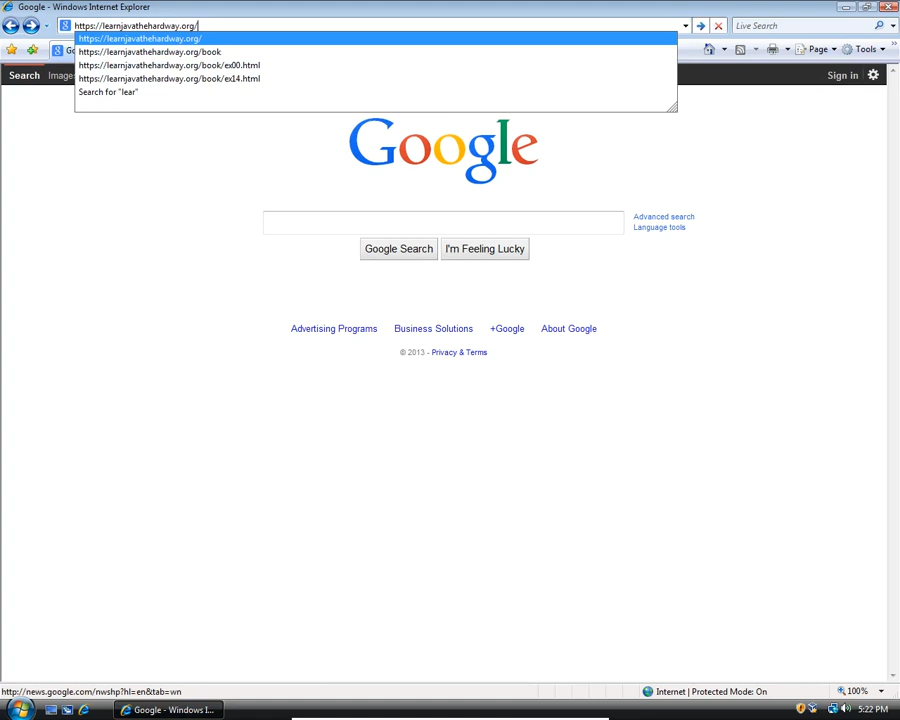 Google - Windows Internet Explorer
https://learnjavathehardway.org/
Live Search
https://learnjavathehardway.org/
https://learnjavathehardway.org/book
https://learnjavathehardway.org/book/ex00.html
https://learnjavathehardway.org/book/ex14.html
Search for "lear"
Page
Tools
Search
Images
Sign in
Google
Advanced search
Language tools
Google Search
I'm Feeling Lucky
Advertising Programs Business Solutions +Google About Google
© 2013 - Privacy & Terms
http://news.google.com/nwshp?hl=en&tab=wn
Internet | Protected Mode: On
100%
Google - Windows I...
5:22 PM